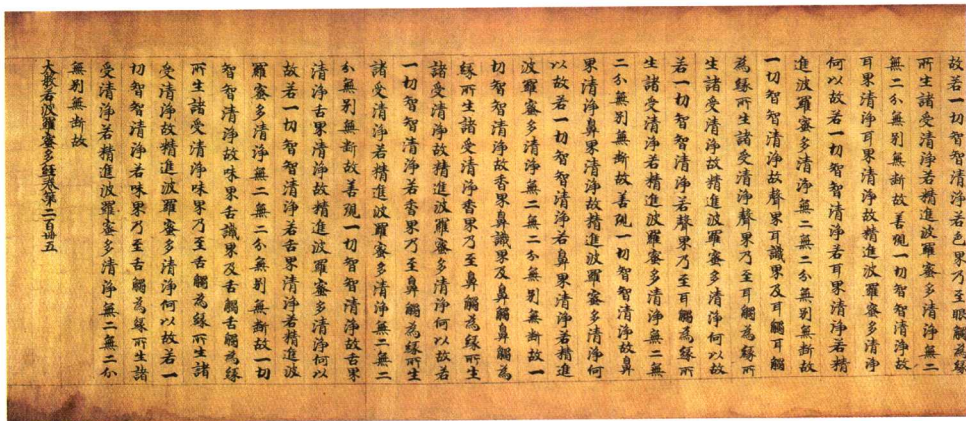 故若一切智智清淨若色界乃至眼觸為緣
所生諸受清淨若精進波羅蜜多清淨無二
無二分無別無斷故善現一切智智清淨故
耳界清淨耳界清淨故精進波羅蜜多清淨
何以故若一切智智清淨若耳界清淨若精
進波羅蜜多清淨無二無二分無別無斷故
一切智智清淨故聲界耳識界及耳觸耳觸
為緣所生諸受清淨聲界乃至耳觸為緣所
生諸受清淨故精進波羅蜜多清淨何以故
若一切智智清淨若聲界乃至耳觸為緣所
生諸受清淨若精進波羅蜜多清淨無二無
二分無別無斷故善現一切智智清淨故鼻
界清淨鼻界清淨故精進波羅蜜多清淨何
以故若一切智智清淨若鼻界清淨若精進
波羅蜜多清淨無二無二分無別無斷故一
切智智清淨故香界鼻識界及鼻觸鼻觸為
緣所生諸受清淨香界乃至鼻觸為緣所生
諸受清淨故精進波羅蜜多清淨何以故若
一切智智清淨若香界乃至鼻觸為緣所生
諸受清淨若精進波羅蜜多清淨無二無二
分無別無斷故善現一切智智清淨故舌界
清淨舌界清淨故精進波羅蜜多清淨何以
故若一切智智清淨若舌界清淨若精進波
羅蜜多清淨無二無二分無別無斷故一切
智智清淨故味界舌識界及舌觸舌觸為緣
所生諸受清淨味界乃至舌觸為緣所生諸
受清淨故精進波羅蜜多清淨何以故若一
切智智清淨若味界乃至舌觸為緣所生諸
受清淨若精進波羅蜜多清淨無二無二分
無別無斷故
大般若波羅蜜多經卷第二百卌五